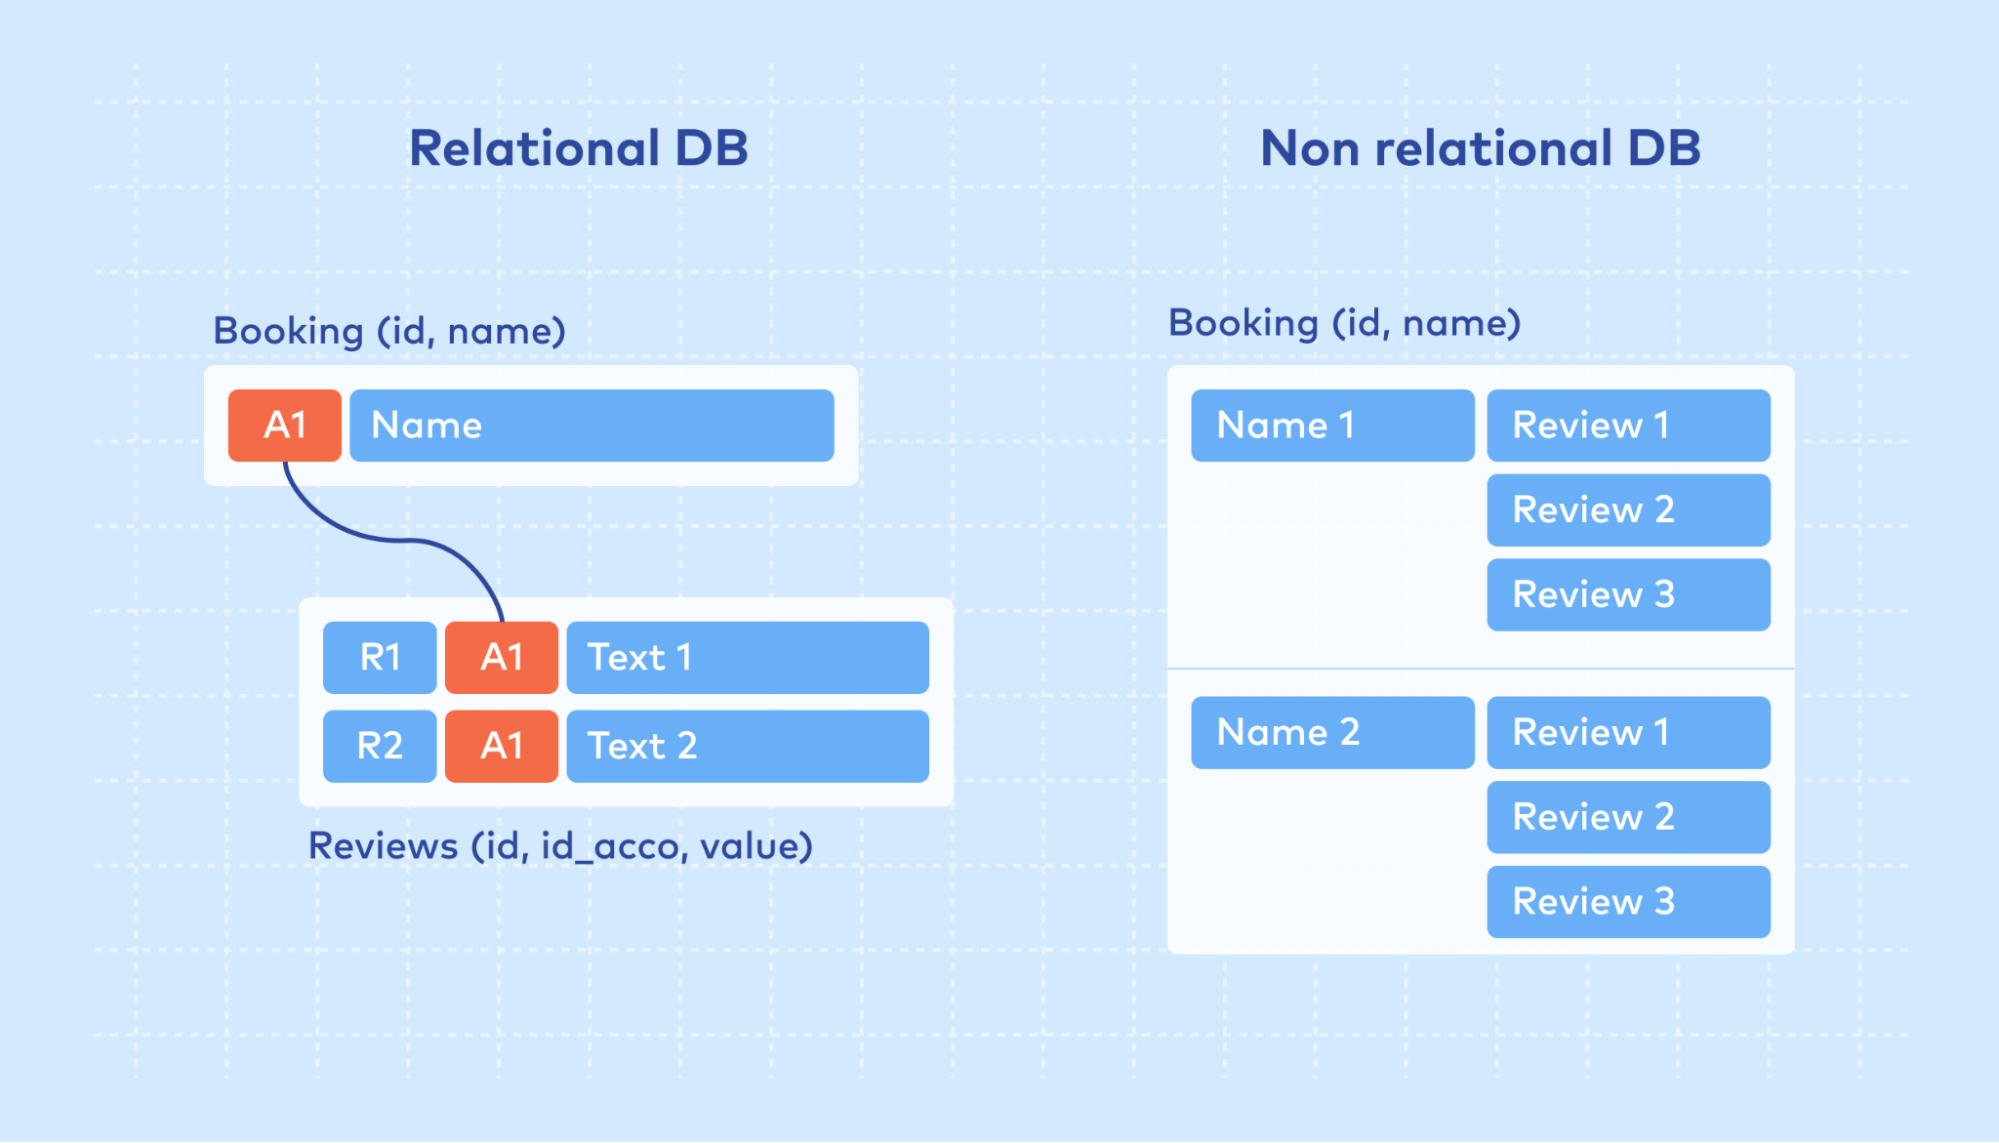 Relational DB
Booking (id, name)
A1 Name
R1 A1 Text 1
R2 A1 Text 2
Reviews (id, id_acco, value)
Non relational DB
Booking (id, name)
Name 1 Review 1
Review 2
Review 3
Name 2 Review 1
Review 2
Review 3